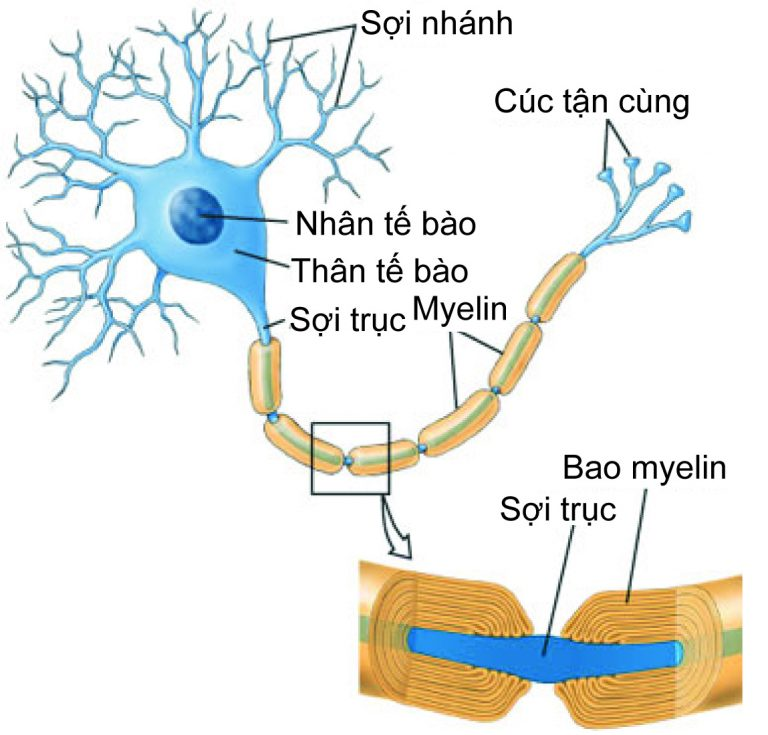 Sợi nhánh
Cúc tận cùng
Nhân tế bào
Thân tế bào
Sợi trục
Myelin
Bao myelin
Sợi trục